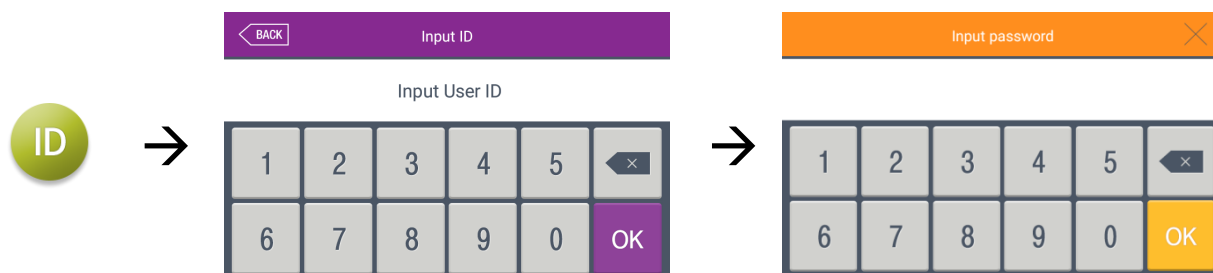 ID
BACK
Input ID
Input User ID
1 2 3 4 5
6 7 8 9 0 OK
Input password
1 2 3 4 5
6 7 8 9 0 OK